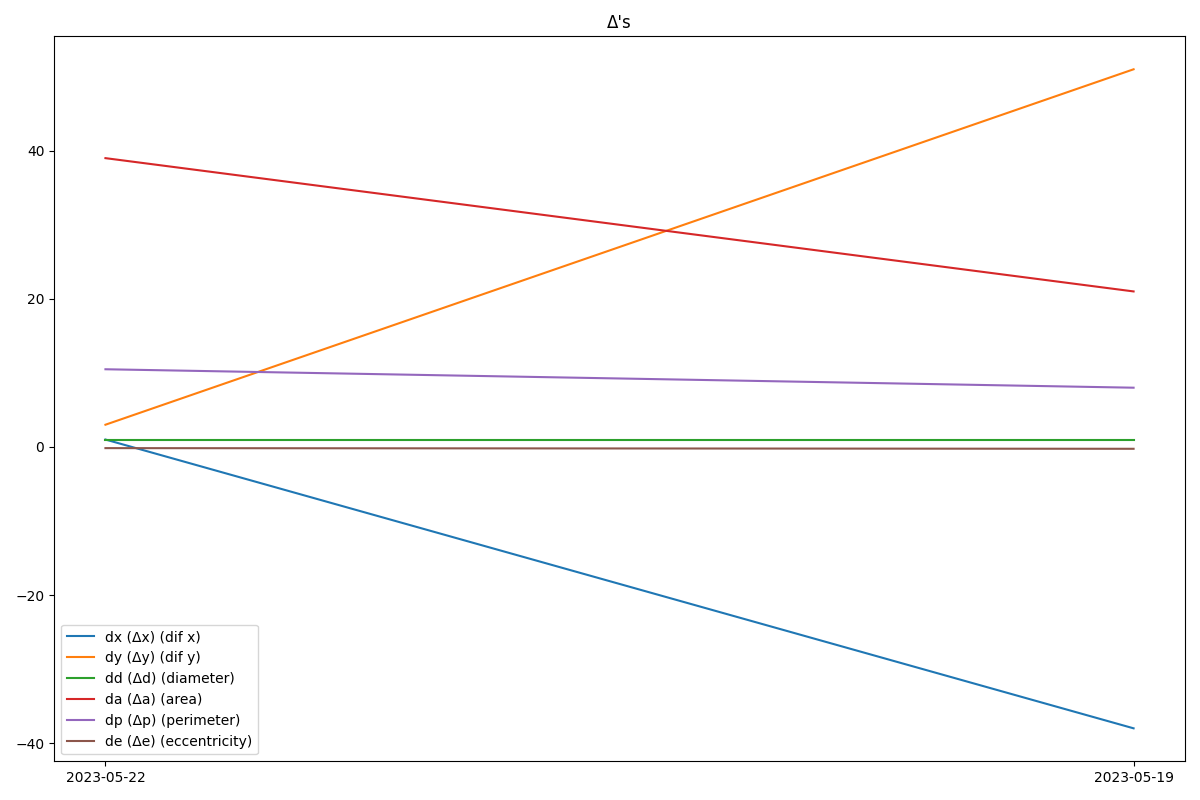 Δ's
40
20
0
−20
−40
dx (Δx) (dif x)
dy (Δy) (dif y)
dd (Δd) (diameter)
da (Δa) (area)
dp (Δp) (perimeter)
de (Δe) (eccentricity)
2023-05-22
2023-05-19